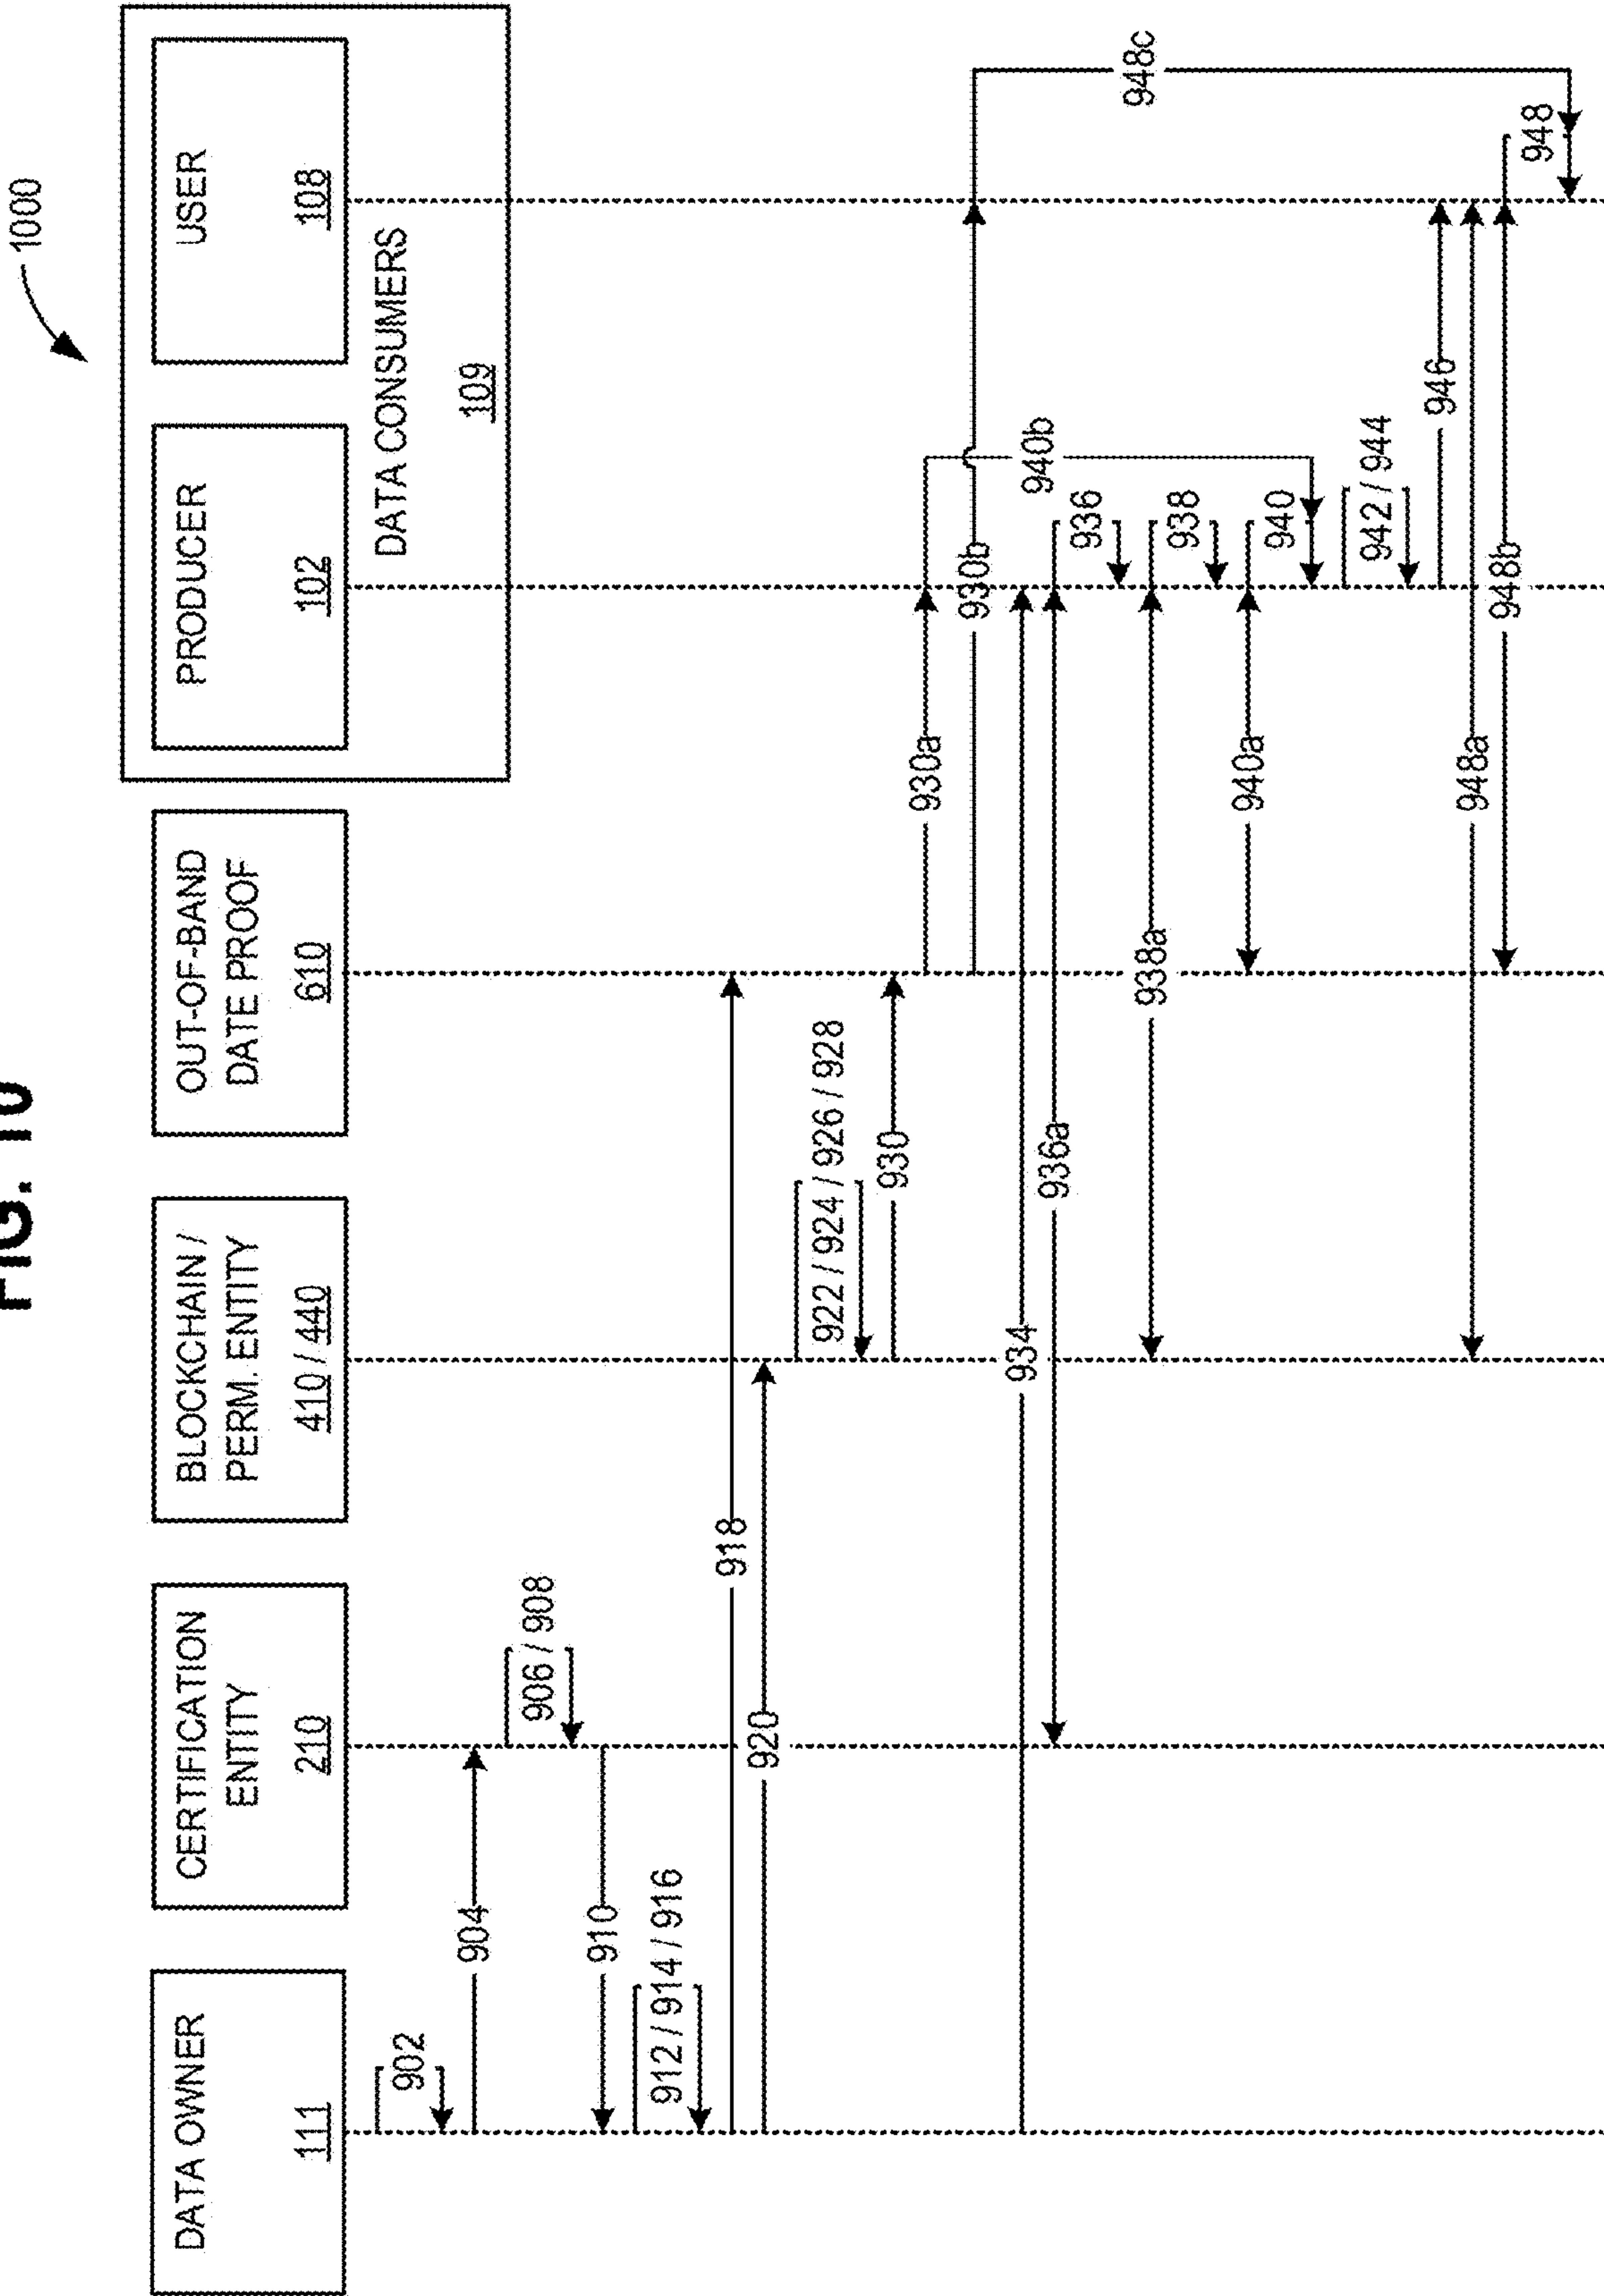 FIG. 10
1000
DATA OWNER
111
CERTIFICATION
ENTITY
210
BLOCKCHAIN /
PERM. ENTITY
410 / 440
OUT-OF-BAND
DATE PROOF
610
PRODUCER
102
USER
108
DATA CONSUMERS
109
902
904
906 / 908
910
912 / 914 / 916
918
920
922 / 924 / 926 / 928
930
930a
930b
934
936a
936
938a
938
940a
940
940b
942 / 944
946
948a
948b
948
948c